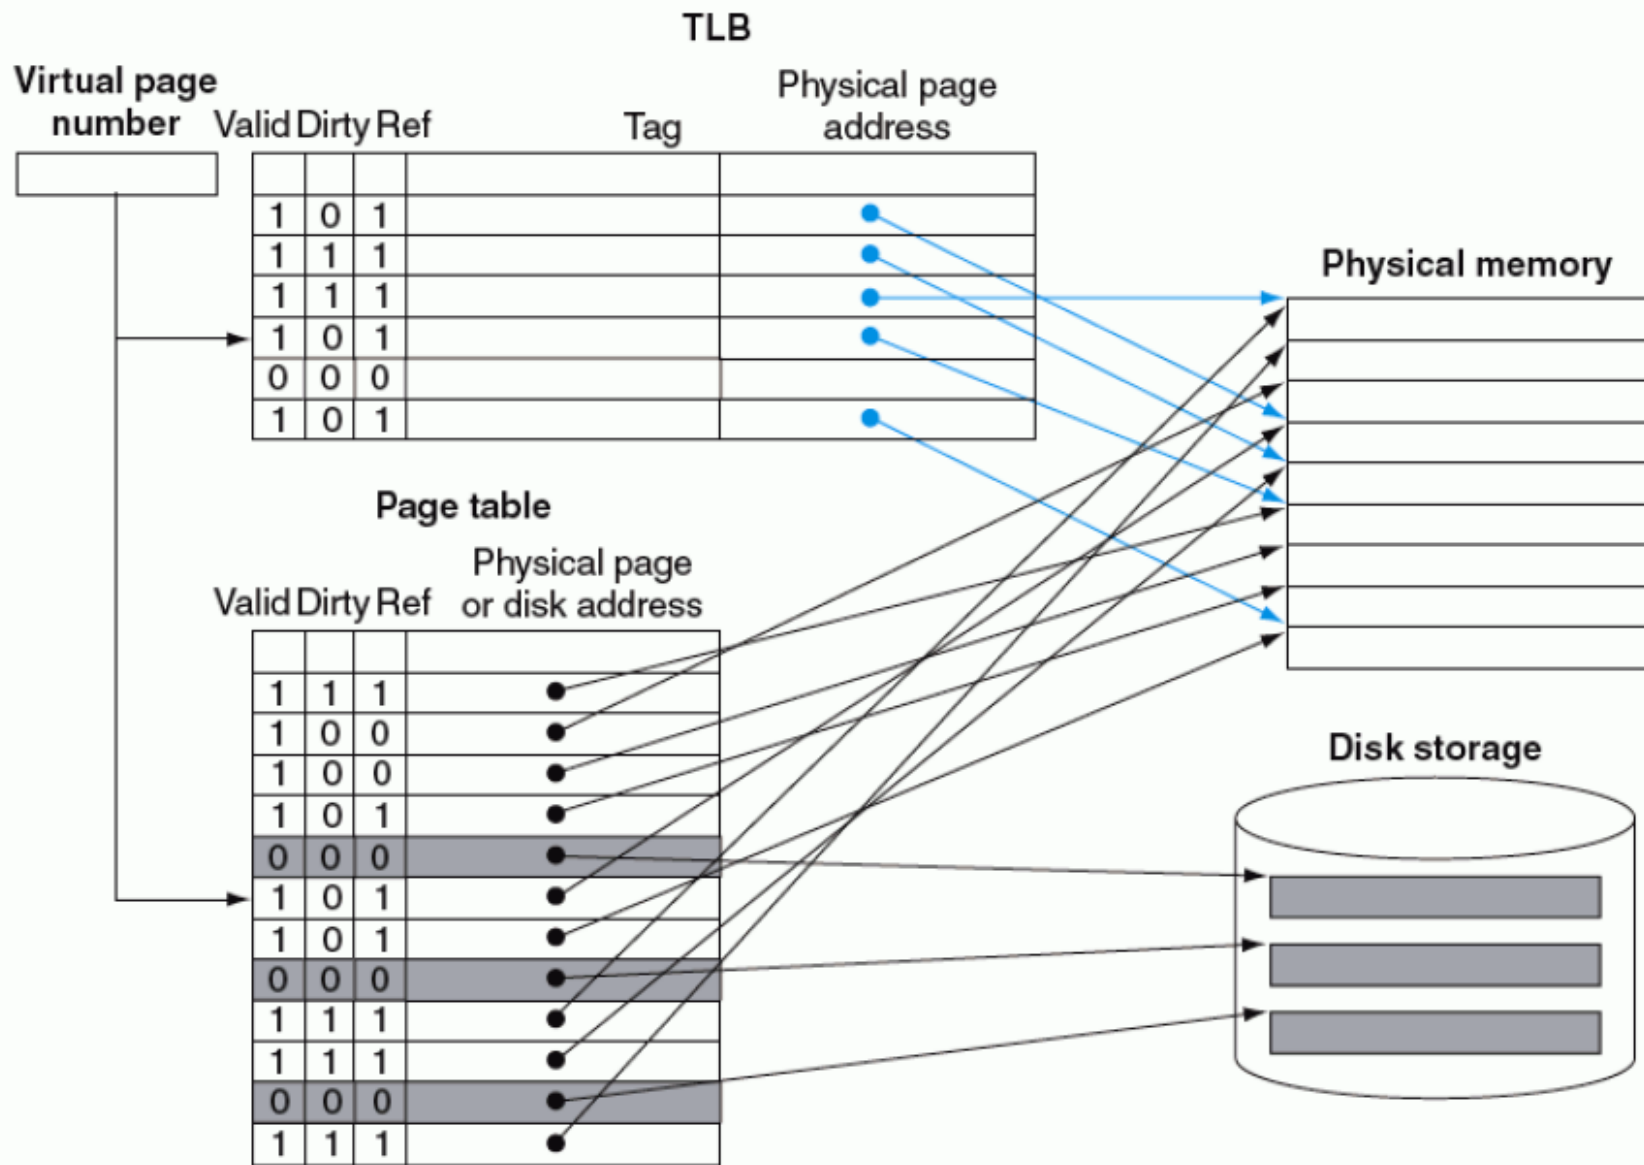 TLB
Virtual page
number
Valid Dirty Ref
Tag
Physical page
address
1 0 1
1 1 1
1 1 1
1 0 1
0 0 0
1 0 1
Physical memory
Page table
Physical page
or disk address
Valid Dirty Ref
1 1 1
1 0 0
1 0 0
1 0 1
0 0 0
1 0 1
1 0 1
0 0 0
1 1 1
1 1 1
0 0 0
1 1 1
Disk storage